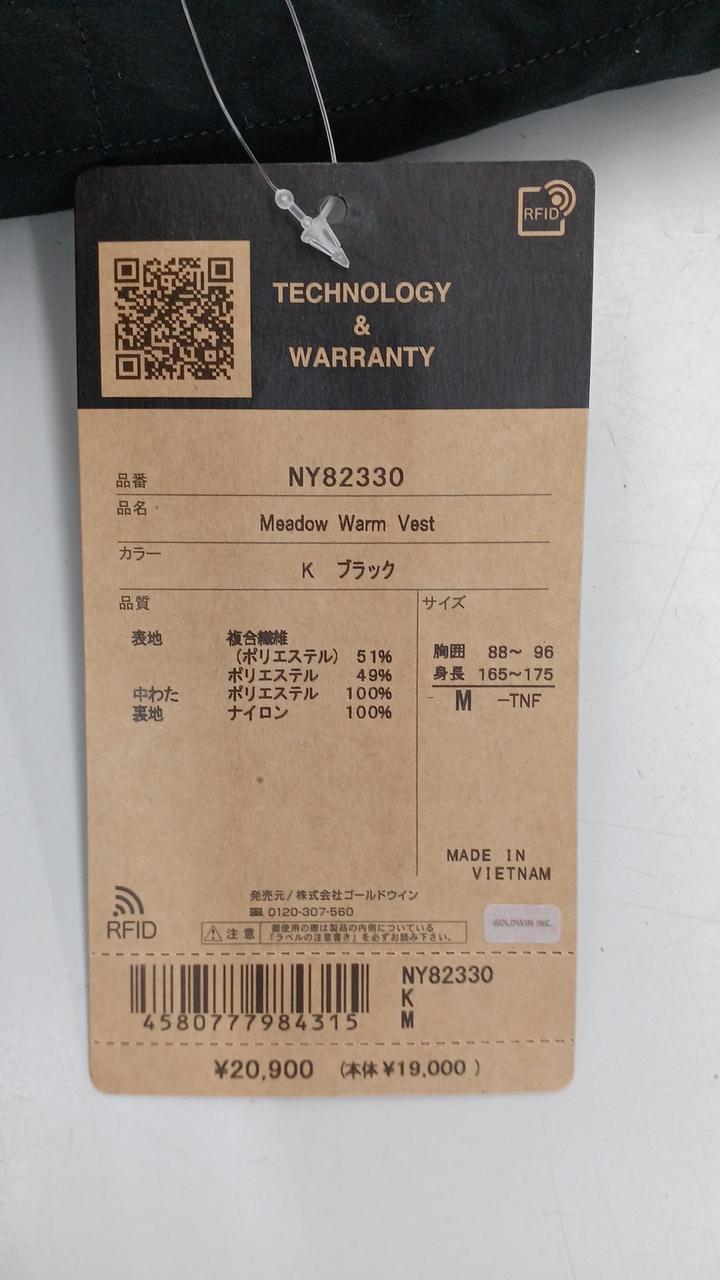 RFID
TECHNOLOGY
&
WARRANTY
品番 NY82330
品名 Meadow Warm Vest
カラー K ブラック
品質
表地 複合繊維
（ポリエステル） 51%
ポリエステル 49%
中わた ポリエステル 100%
裏地 ナイロン 100%
サイズ
胸囲 88～ 96
身長 165～175
M －TNF
MADE IN
VIETNAM
RFID
発売元/株式会社ゴールドウイン
0120-307-560
注意 御使用の際は製品の内側についている
「ラベルの注意書き」を必ずお読み下さい。
GOLDWIN INC.
4580777984315
NY82330
K
M
¥20,900 (本体¥19,000 )